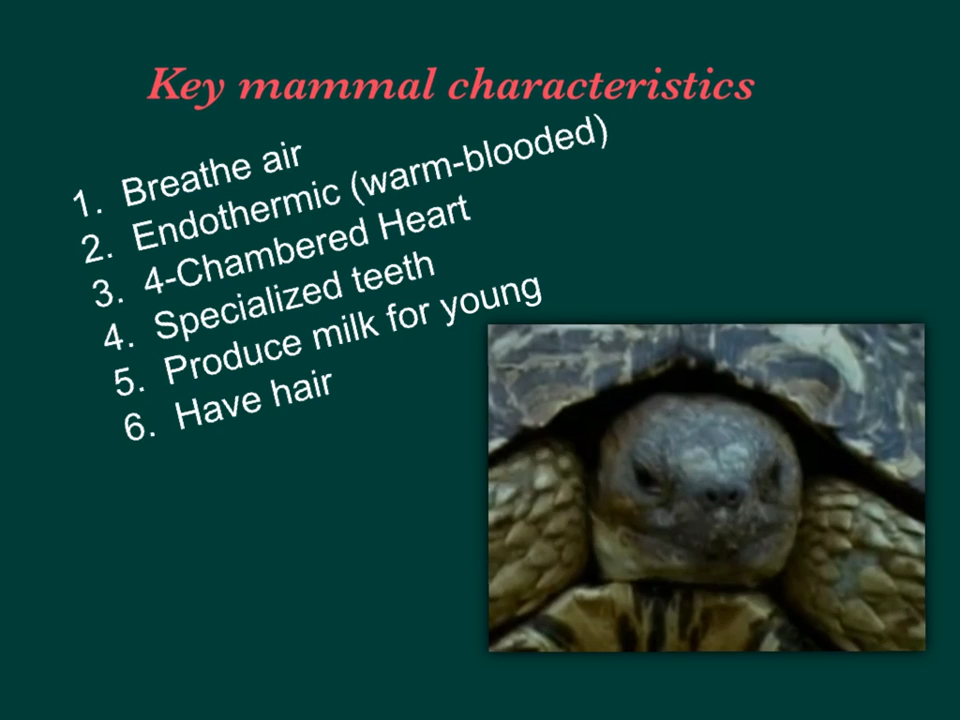 Key mammal characteristics
1. Breathe air
2. Endothermic (warm-blooded)
3. 4-Chambered Heart
4. Specialized teeth
5. Produce milk for young
6. Have hair